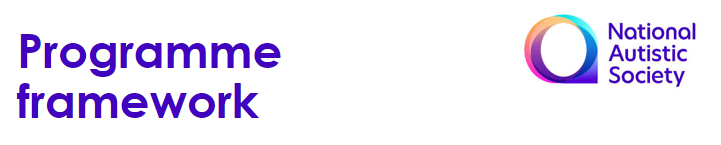 Programme
framework
National
Autistic
Society